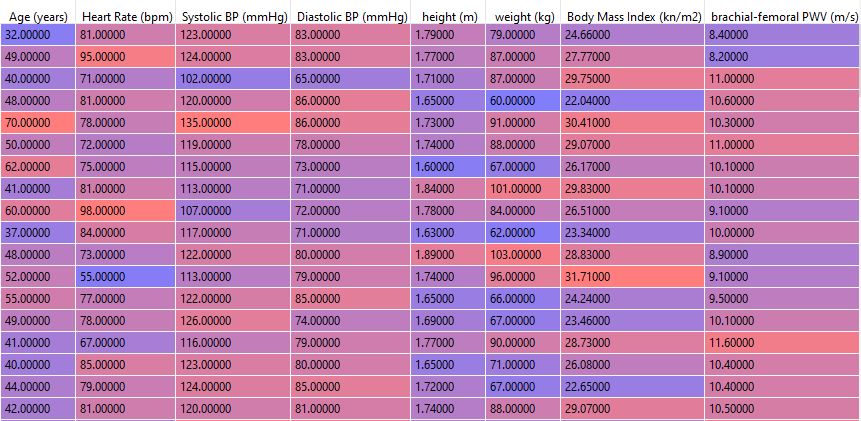 Age (years) Heart Rate (bpm) Systolic BP (mmHg) Diastolic BP (mmHg) height (m) weight (kg) Body Mass Index (kn/m2) brachial-femoral PWV (m/s)
32.00000 81.00000 123.00000 83.00000 1.79000 79.00000 24.66000 8.40000
49.00000 95.00000 124.00000 83.00000 1.77000 87.00000 27.77000 8.20000
40.00000 71.00000 102.00000 65.00000 1.71000 87.00000 29.75000 11.00000
48.00000 81.00000 120.00000 86.00000 1.65000 60.00000 22.04000 10.60000
70.00000 78.00000 135.00000 86.00000 1.73000 91.00000 30.41000 10.30000
50.00000 72.00000 119.00000 78.00000 1.74000 88.00000 29.07000 11.00000
62.00000 75.00000 115.00000 73.00000 1.60000 67.00000 26.17000 10.10000
41.00000 81.00000 113.00000 71.00000 1.84000 101.00000 29.83000 10.10000
60.00000 98.00000 107.00000 72.00000 1.78000 84.00000 26.51000 9.10000
37.00000 84.00000 117.00000 71.00000 1.63000 62.00000 23.34000 10.00000
48.00000 73.00000 122.00000 80.00000 1.89000 103.00000 28.83000 8.90000
52.00000 55.00000 113.00000 79.00000 1.74000 96.00000 31.71000 9.10000
55.00000 77.00000 122.00000 85.00000 1.65000 66.00000 24.24000 9.50000
49.00000 78.00000 126.00000 74.00000 1.69000 67.00000 23.46000 10.10000
41.00000 67.00000 116.00000 79.00000 1.77000 90.00000 28.73000 11.60000
40.00000 85.00000 123.00000 80.00000 1.65000 71.00000 26.08000 10.40000
44.00000 79.00000 124.00000 85.00000 1.72000 67.00000 22.65000 10.40000
42.00000 81.00000 120.00000 81.00000 1.74000 88.00000 29.07000 10.50000